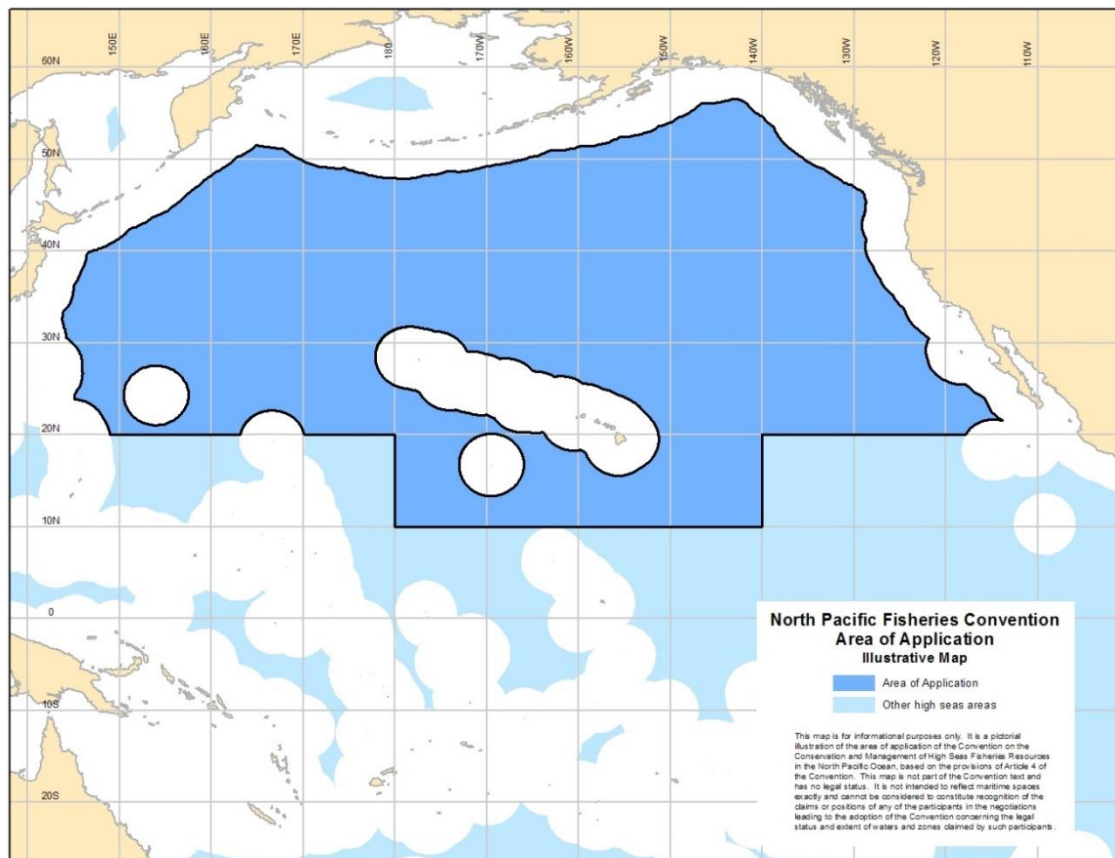 150E
160E
170E
180
170W
160W
150W
140W
130W
120W
110W
60N
50N
40N
30N
20N
10N
0
10S
20S
North Pacific Fisheries Convention
Area of Application
Illustrative Map
Area of Application
Other high seas areas
This map is for informational purposes only. It is a pictorial
illustration of the area of application of the Convention on the
Conservation and Management of High Seas Fisheries Resources
in the North Pacific Ocean, based on the provisions of Article 4 of
the Convention. This map is not part of the Convention text and
has no legal status. It is not intended to reflect maritime spaces
exactly and cannot be considered to constitute recognition of the
claims or positions of any of the participants in the negotiations
leading to the adoption of the Convention concerning the legal
status and extent of waters and zones claimed by such participants.